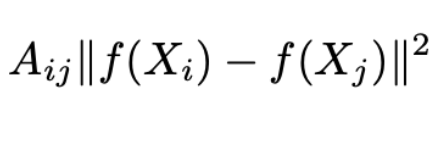 A_{ij}‖f(X_i) − f(X_j)‖²